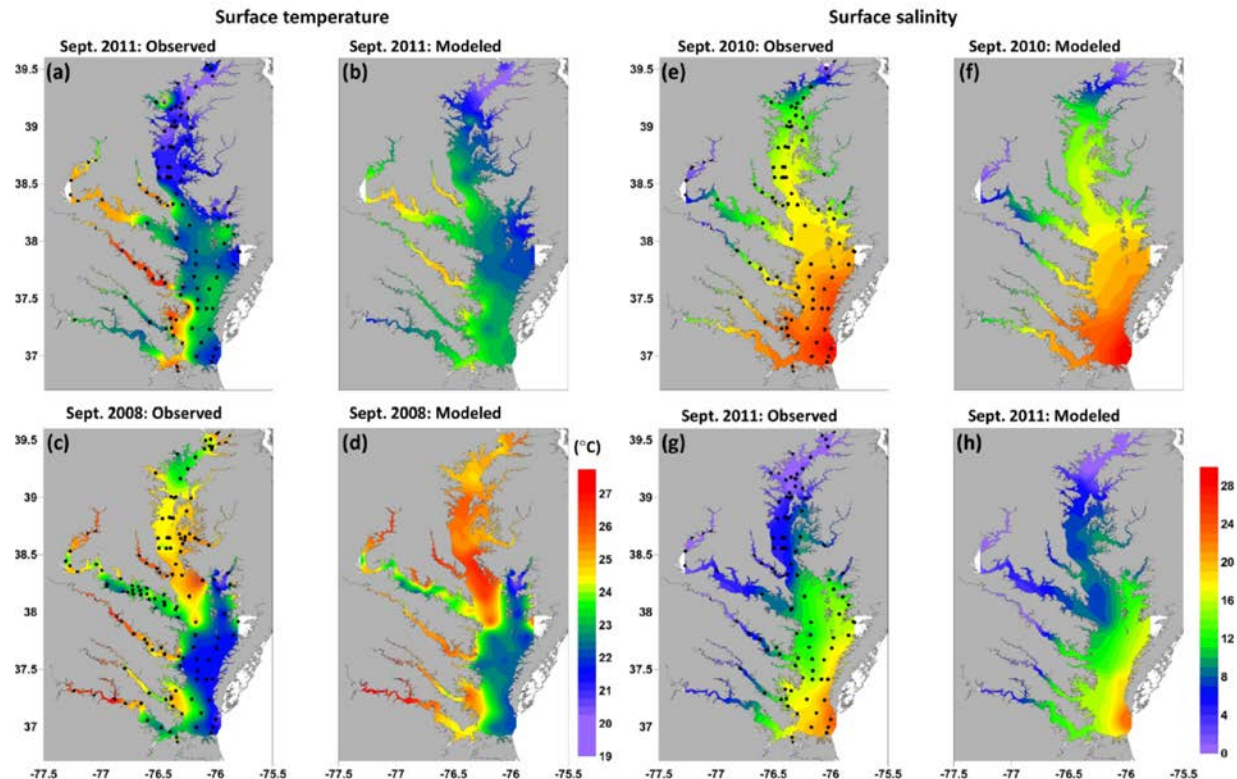 Surface temperature
Surface salinity
Sept. 2011: Observed
Sept. 2011: Modeled
Sept. 2010: Observed
Sept. 2010: Modeled
39.5
39
38.5
38
37.5
37
(a)
(b)
(e)
(f)
Sept. 2008: Observed
Sept. 2008: Modeled
Sept. 2011: Observed
Sept. 2011: Modeled
39.5
39
38.5
38
37.5
37
(c)
(d)
(°C)
27
26
25
24
23
22
21
20
19
(g)
(h)
28
24
20
16
12
8
4
0
-77.5 -77 -76.5 -76 -75.5
-77.5 -77 -76.5 -76 -75.5
-77.5 -77 -76.5 -76 -75.5
-77.5 -77 -76.5 -76 -75.5